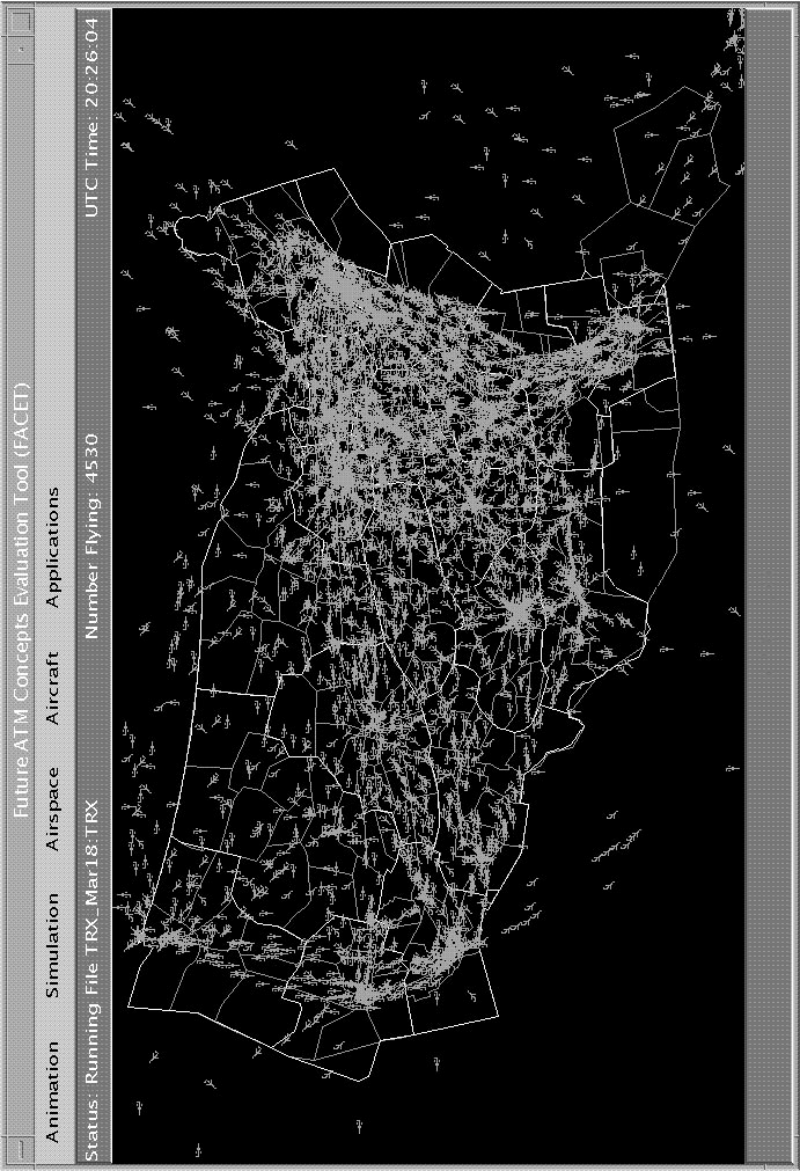 Future ATM Concepts Evaluation Tool (FACET)
Animation Simulation Airspace Aircraft Applications
Status: Running File TRX_Mar18:TRX Number Flying: 4530 UTC Time: 20:26:04